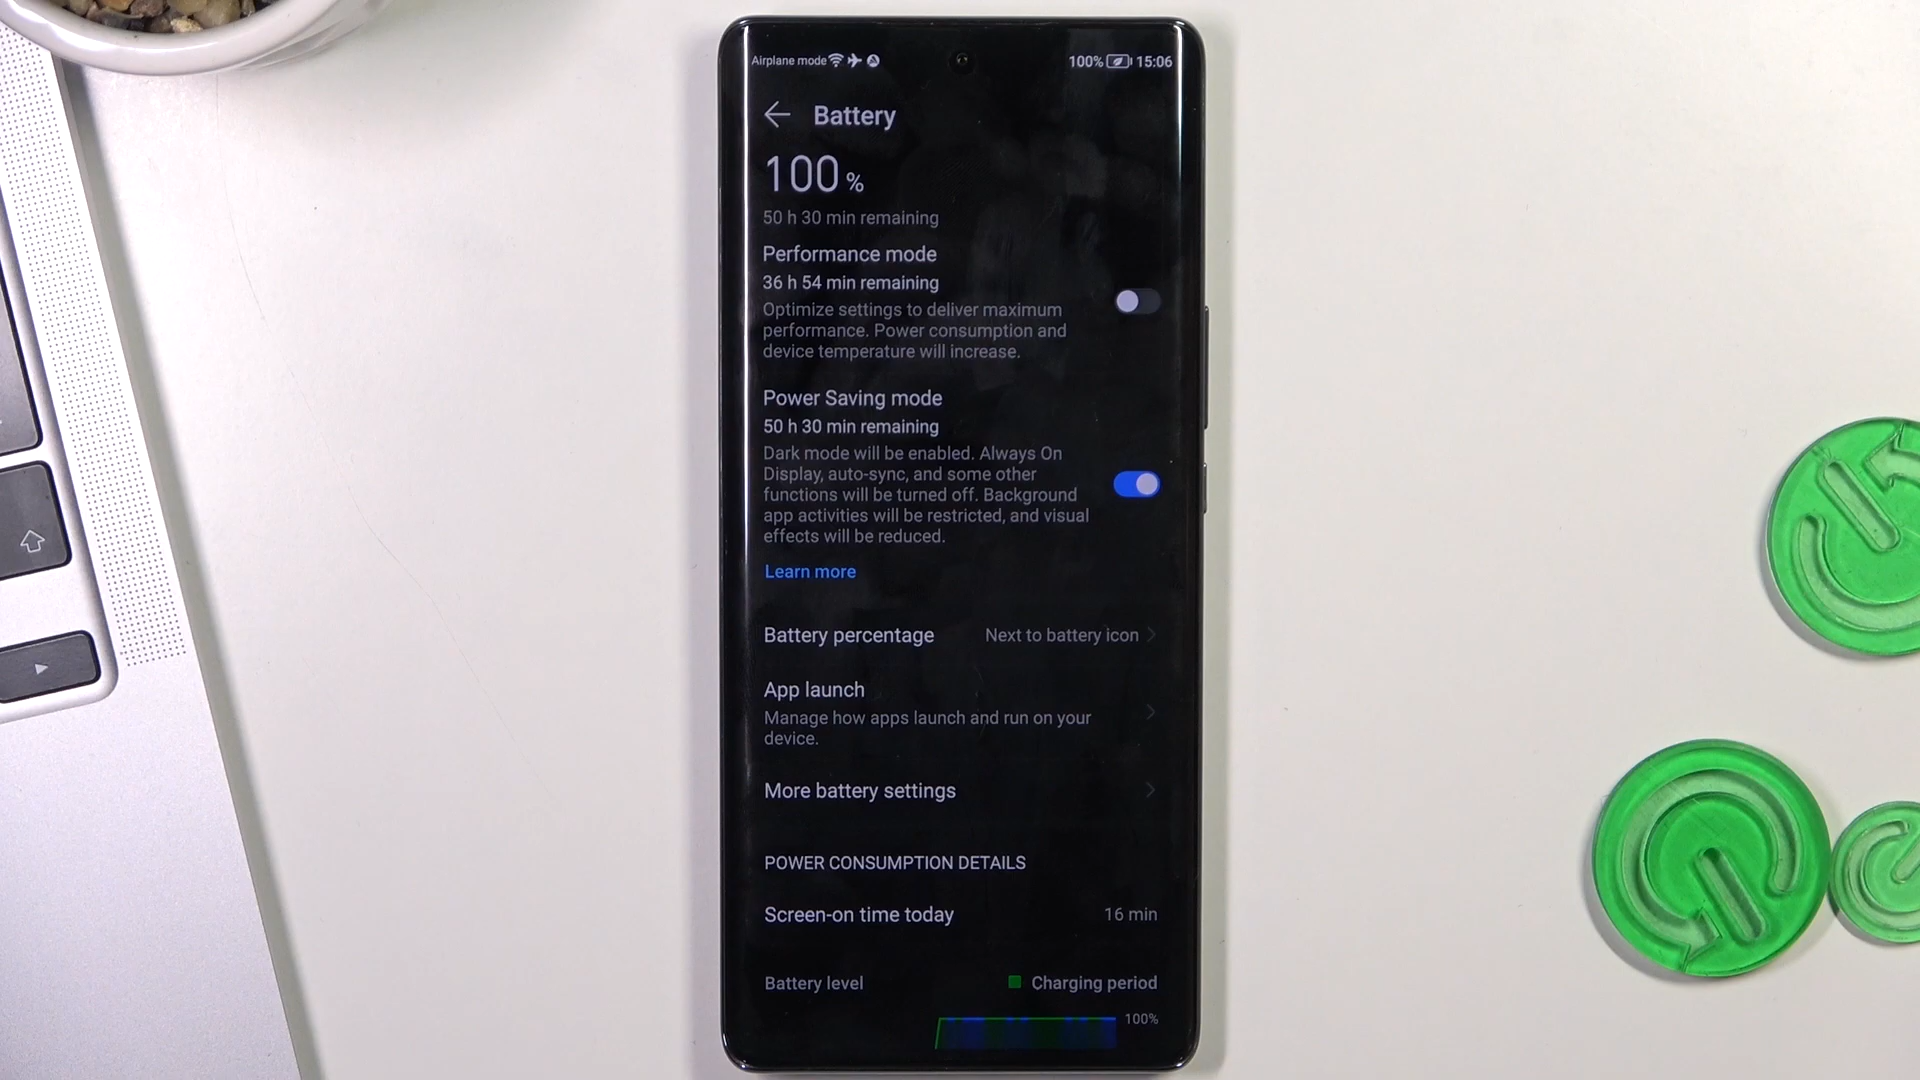 Airplane mode
100% 15:06
Battery
100 %
50 h 30 min remaining
Performance mode
36 h 54 min remaining
Optimize settings to deliver maximum
performance. Power consumption and
device temperature will increase.
Power Saving mode
50 h 30 min remaining
Dark mode will be enabled. Always On
Display, auto-sync, and some other
functions will be turned off. Background
app activities will be restricted, and visual
effects will be reduced.
Learn more
Battery percentage Next to battery icon
App launch
Manage how apps launch and run on your
device.
More battery settings
POWER CONSUMPTION DETAILS
Screen-on time today 16 min
Battery level Charging period
100%